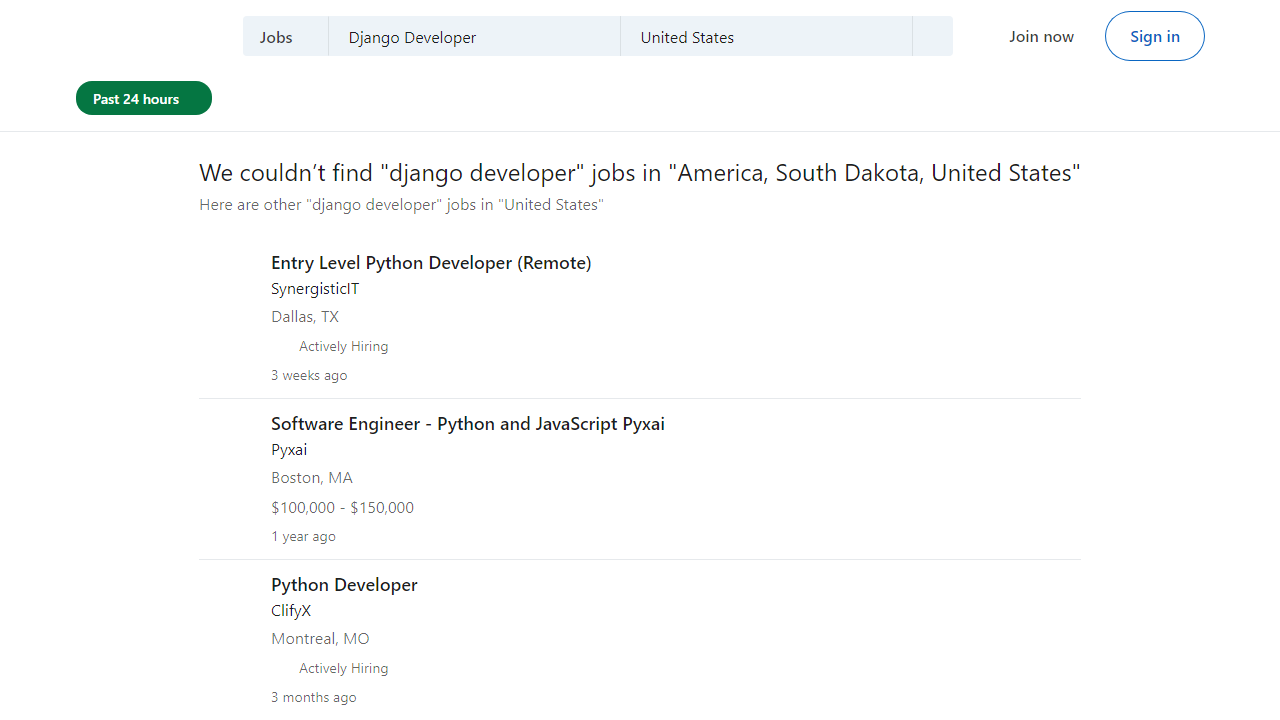 Jobs
Django Developer
United States
Join now
Sign in
Past 24 hours
We couldn’t find "django developer" jobs in "America, South Dakota, United States"
Here are other "django developer" jobs in "United States"
Entry Level Python Developer (Remote)
SynergisticIT
Dallas, TX
Actively Hiring
3 weeks ago
Software Engineer - Python and JavaScript Pyxai
Pyxai
Boston, MA
$100,000 - $150,000
1 year ago
Python Developer
ClifyX
Montreal, MO
Actively Hiring
3 months ago